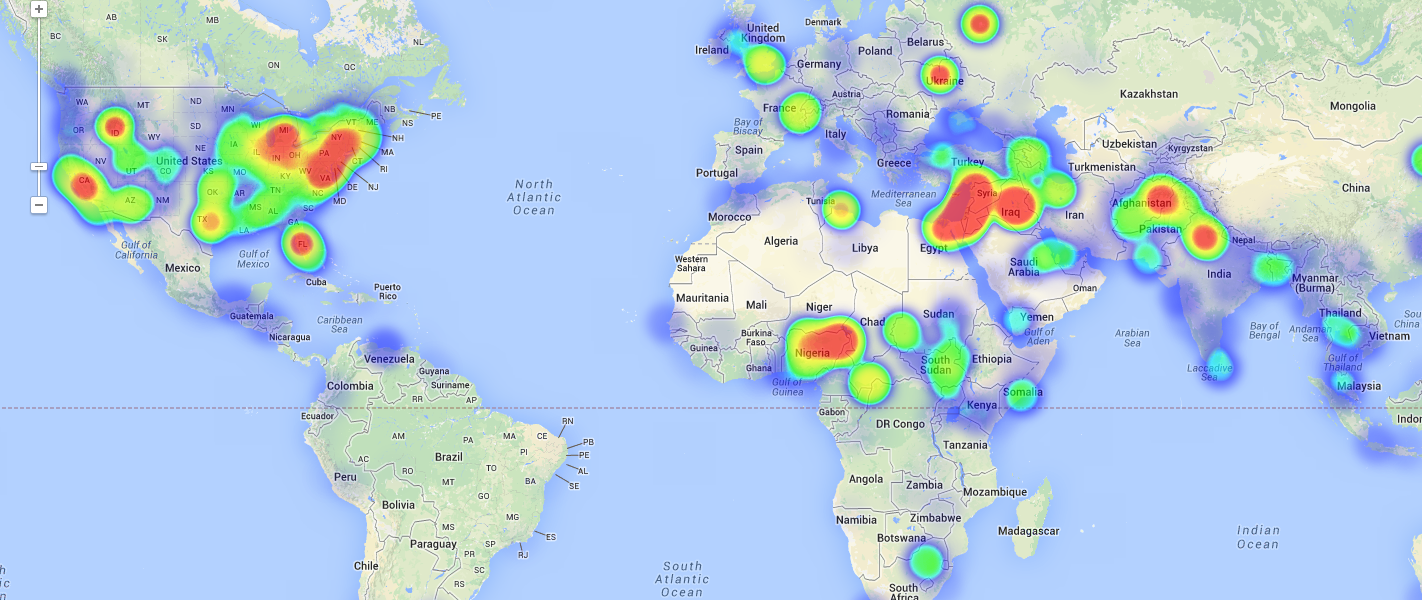 +
−
AB
MB
BC
SK
NL
ON
QC
WA
MT
ND
MN
NB
PE
NS
OR
ID
SD
WI
MI
VT
ME
NH
WY
IA
NY
MA
NE
IL
IN
OH
PA
CT
RI
NV
UT
United States
CO
KS
MO
WV
VA
NJ
DE
MD
CA
AZ
NM
OK
AR
TN
NC
SC
TX
LA
MS
AL
GA
FL
Gulf of
California
Mexico
Gulf of
Mexico
Cuba
Puerto
Rico
Guatemala
Caribbean
Sea
Nicaragua
Venezuela
Guyana
Suriname
Colombia
RR
AP
Ecuador
AM
PA
MA
CE
RN
PB
PE
AL
SE
PI
AC
Peru
RO
Brazil
TO
BA
MT
GO
Bolivia
MG
ES
MS
SP
RJ
Paraguay
PR
SC
RS
Chile
North
Atlantic
Ocean
South
Atlantic
Ocean
United
Kingdom
Ireland
Denmark
Belarus
Poland
Germany
Ukraine
Austria
France
Romania
Bay of
Biscay
Italy
Spain
Portugal
Greece
Turkey
Mediterranean
Sea
Syria
Iraq
Iran
Tunisia
Morocco
Algeria
Libya
Egypt
Western
Sahara
Saudi
Arabia
Oman
Mauritania
Mali
Niger
Chad
Sudan
Yemen
Gulf of
Aden
Burkina
Faso
Guinea
Nigeria
Ghana
Gulf of
Guinea
South
Sudan
Ethiopia
Somalia
Gabon
Kenya
DR Congo
Tanzania
Angola
Zambia
Mozambique
Namibia
Zimbabwe
Botswana
Madagascar
South
Africa
Kazakhstan
Mongolia
Uzbekistan
Kyrgyzstan
Turkmenistan
China
Afghanistan
Pakistan
Nepal
India
Myanmar
(Burma)
Thailand
Vietnam
Arabian
Sea
Bay of
Bengal
Andaman
Sea
Gulf of
Thailand
Laccadive
Sea
Malaysia
Indian
Ocean